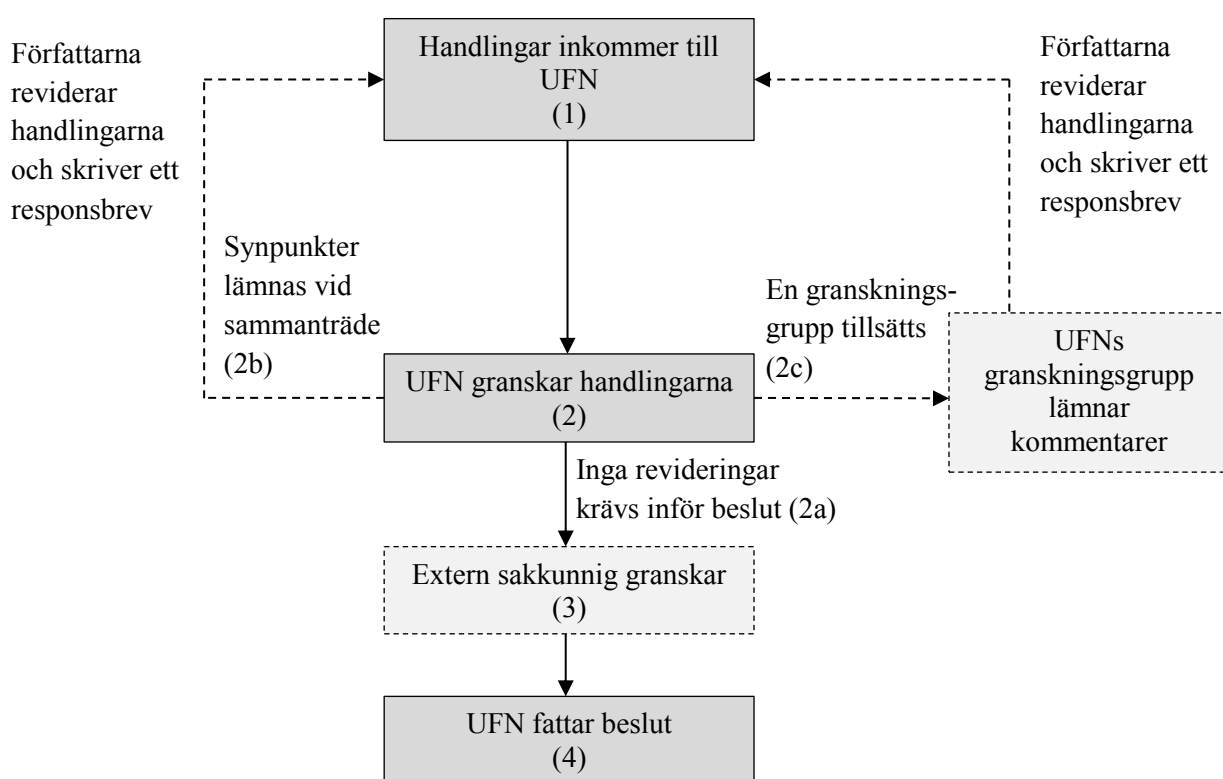 Författarna
reviderar
handlingarna
och skriver ett
responsbrev
Handlingar inkommer till
UFN
(1)
Författarna
reviderar
handlingarna
och skriver ett
responsbrev
Synpunkter
lämnas vid
sammanträde
(2b)
En gransknings-
grupp tillsätts
(2c)
UFN granskar handlingarna
(2)
UFNs
granskningsgrupp
lämnar
kommentarer
Inga revideringar
krävs inför beslut (2a)
Extern sakkunnig granskar
(3)
UFN fattar beslut
(4)